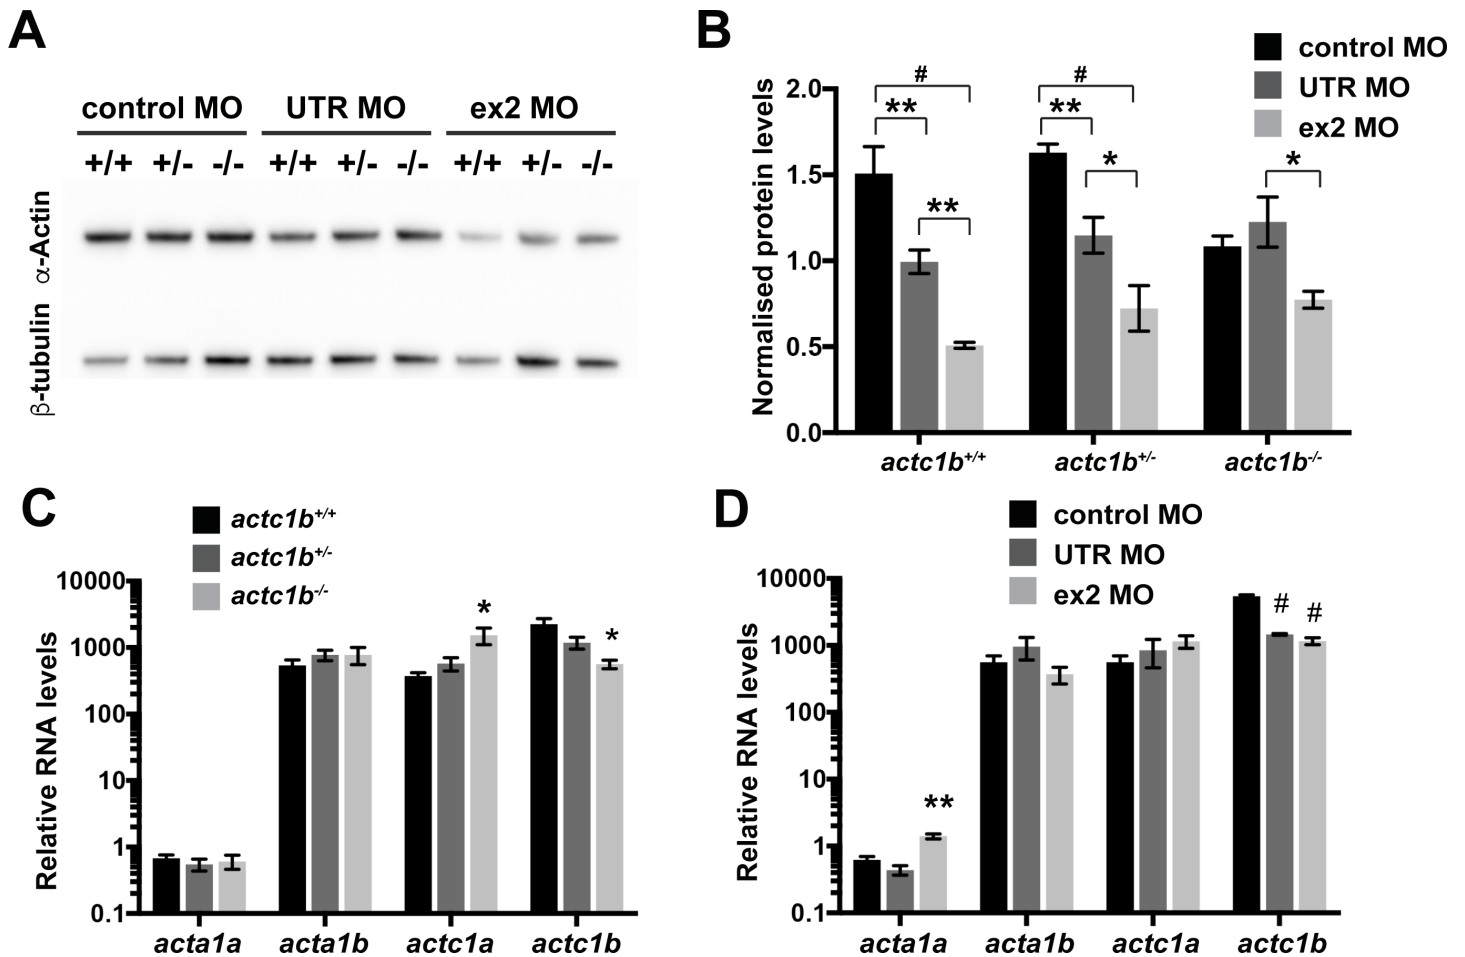 A
control MO UTR MO ex2 MO
+/+ +/- -/- +/+ +/- -/- +/+ +/- -/-
α-Actin
β-tubulin
B
control MO
UTR MO
ex2 MO
Normalised protein levels
2.0
1.5
1.0
0.5
0.0
# #
** **
* *
**
actc1b+/+ actc1b+/- actc1b-/-
C
actc1b+/+
actc1b+/-
actc1b-/-
Relative RNA levels
10000
1000
100
10
1
0.1
*
*
acta1a acta1b actc1a actc1b
D
control MO
UTR MO
ex2 MO
Relative RNA levels
10000
1000
100
10
1
0.1
**
# #
acta1a acta1b actc1a actc1b